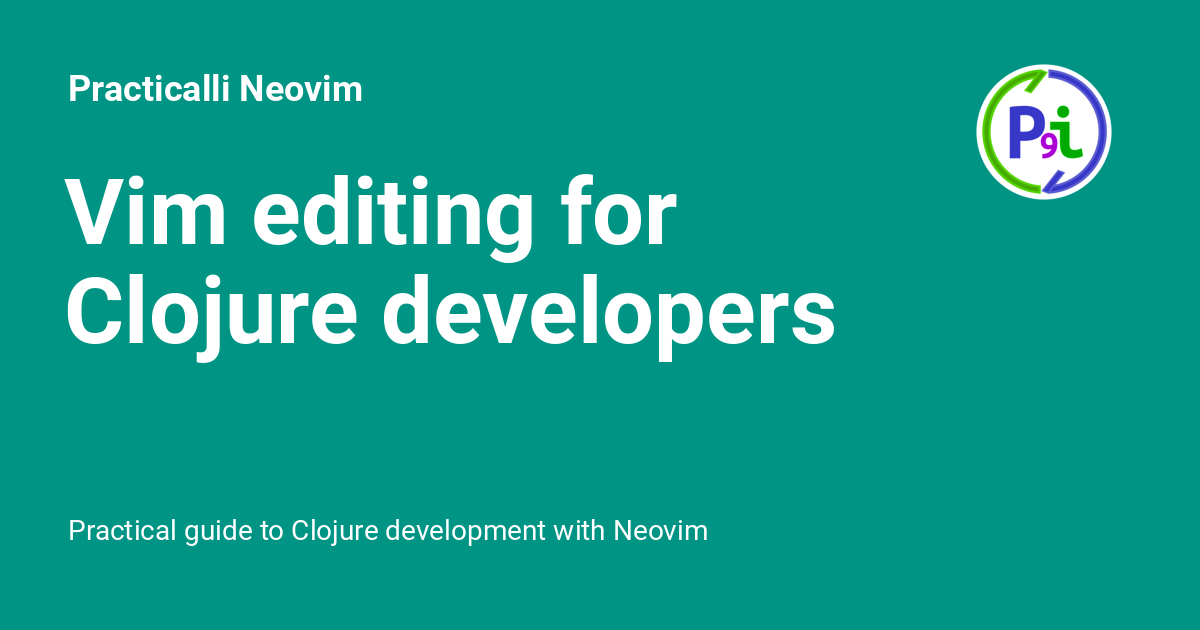 Practicalli Neovim
P9i
Vim editing for
Clojure developers
Practical guide to Clojure development with Neovim